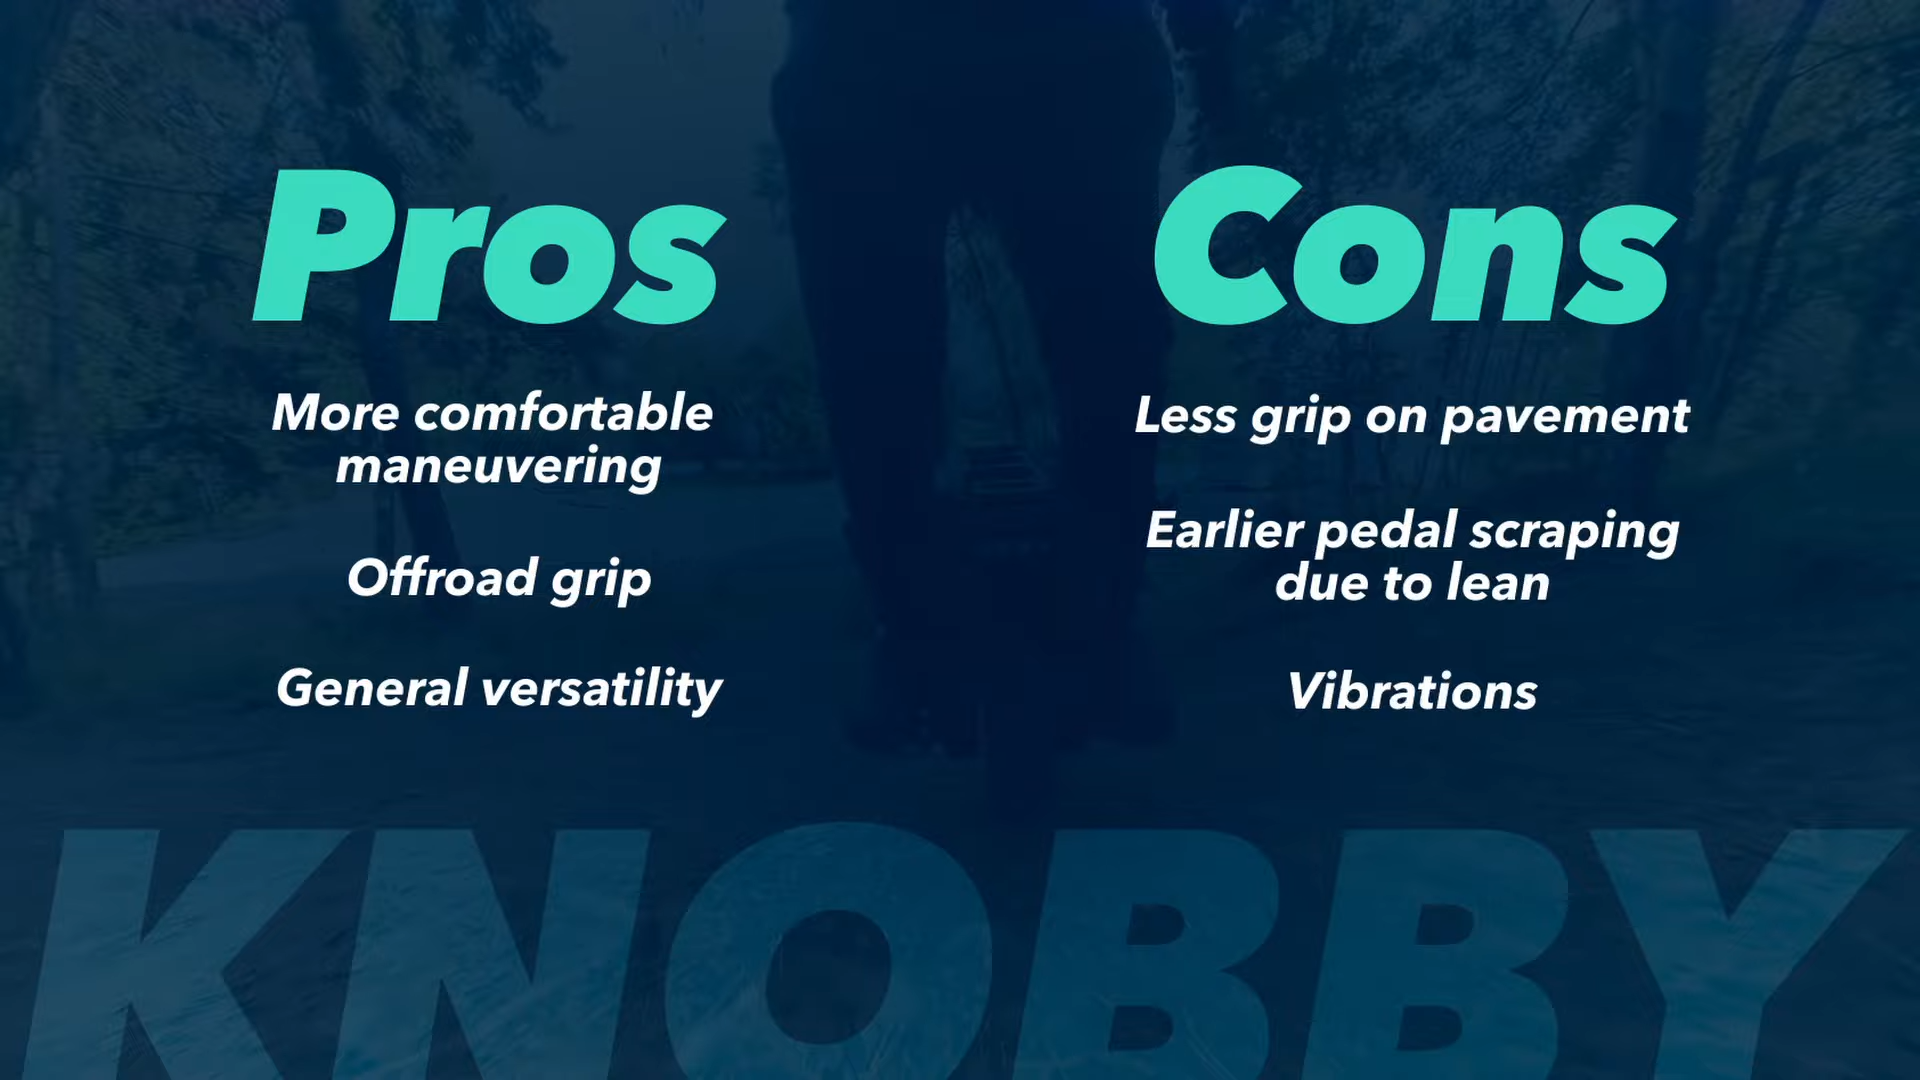 Pros
More comfortable
maneuvering
Offroad grip
General versatility
Cons
Less grip on pavement
Earlier pedal scraping
due to lean
Vibrations
KNOBBY